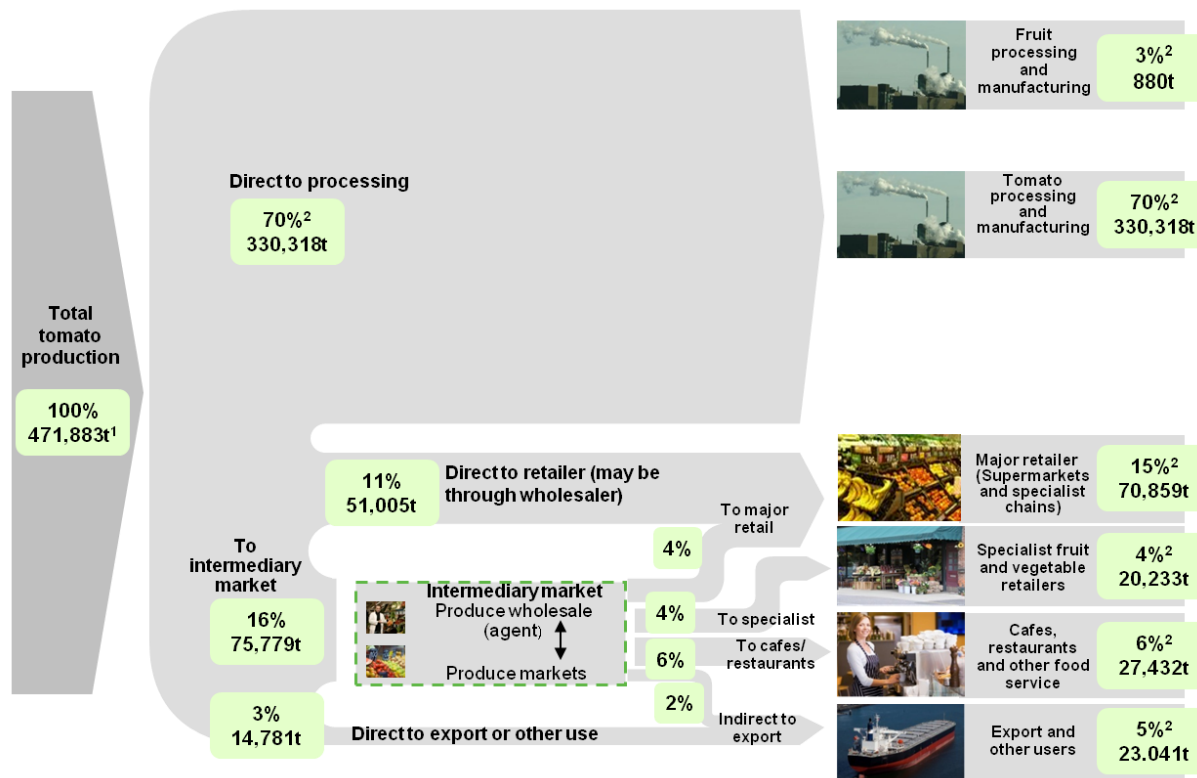 Fruit
processing
and
manufacturing
3%²
880t
Direct to processing
70%²
330,318t
Tomato
processing
and
manufacturing
70%²
330,318t
Total
tomato
production
100%
471,883t¹
11%
51,005t
Direct to retailer (may be
through wholesaler)
To major
retail
Major retailer
(Supermarkets
and specialist
chains)
15%²
70,859t
To
intermediary
market
16%
75,779t
4%
Intermediary market
Produce wholesale
(agent)
Produce markets
4%
To specialist
Specialist fruit
and vegetable
retailers
4%²
20,233t
6%
To cafes/
restaurants
Cafes,
restaurants
and other food
service
6%²
27,432t
3%
14,781t
Direct to export or other use
2%
Indirect to
export
Export and
other users
5%²
23.041t